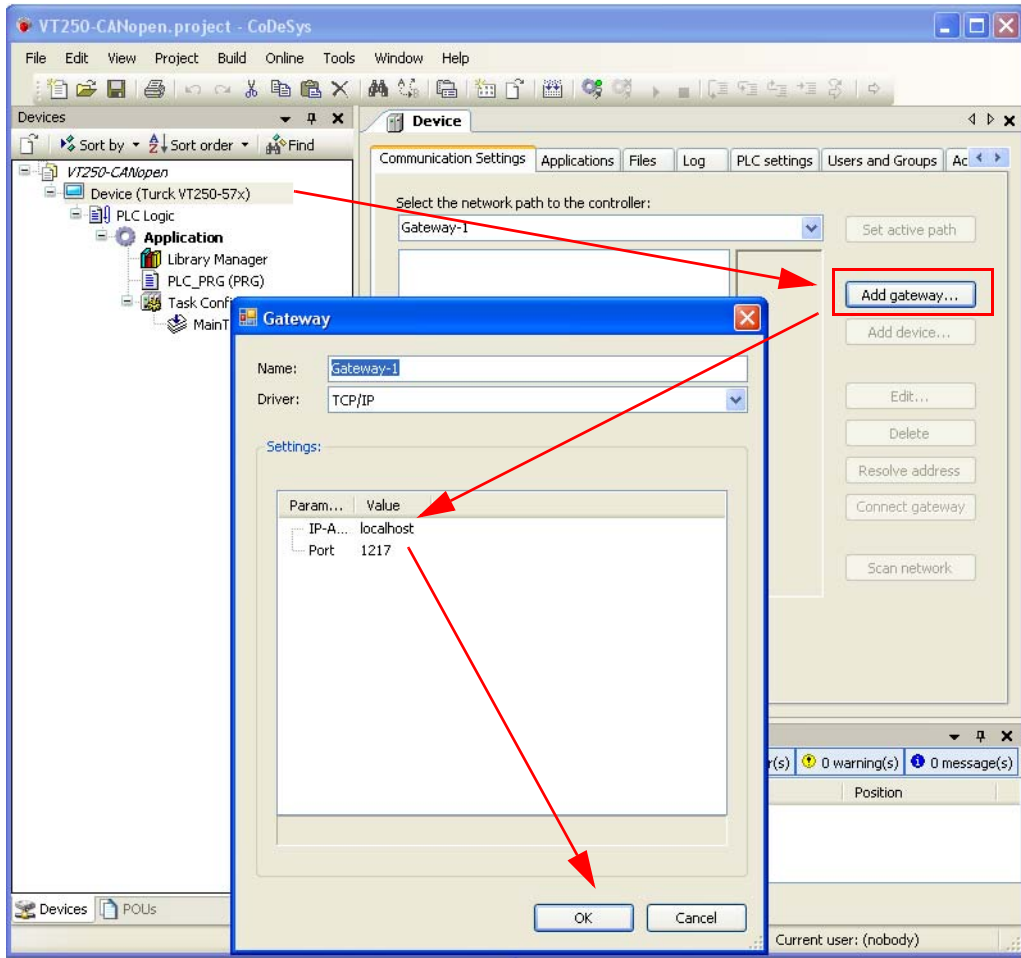 VT250-CANopen.project - CoDeSys
File Edit View Project Build Online Tools Window Help
Devices
Sort by Sort order Find
VT250-CANopen
Device (Turck VT250-57x)
PLC Logic
Application
Library Manager
PLC_PRG (PRG)
Task Confi
MainT
Devices POUs
Device
Communication Settings Applications Files Log PLC settings Users and Groups Ac
Select the network path to the controller:
Gateway-1
Set active path
Add gateway...
Add device...
Edit...
Delete
Resolve address
Connect gateway
Scan network
Gateway
Name: Gateway-1
Driver: TCP/IP
Settings:
Param... Value
IP-A... localhost
Port 1217
OK Cancel
r(s) 0 warning(s) 0 message(s)
Position
Current user: (nobody)